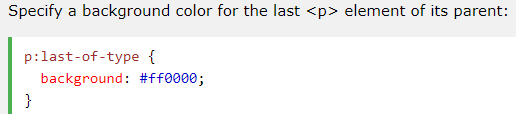 Specify a background color for the last <p> element of its parent:
p:last-of-type {
  background: #ff0000;
}